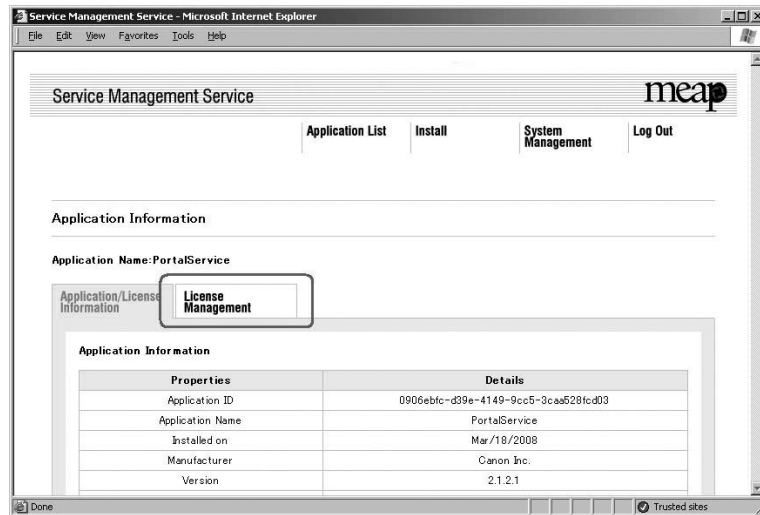 Service Management Service - Microsoft Internet Explorer
File Edit View Favorites Tools Help
Service Management Service
meap
Application List Install System Management Log Out
Application Information
Application Name:PortalService
Application/License Information
License Management
Application Information
Properties Details
Application ID 0906ebfc-d39e-4149-9cc5-3caa528fcd03
Application Name PortalService
Installed on Mar/18/2008
Manufacturer Canon Inc.
Version 2.1.2.1
Done Trusted sites